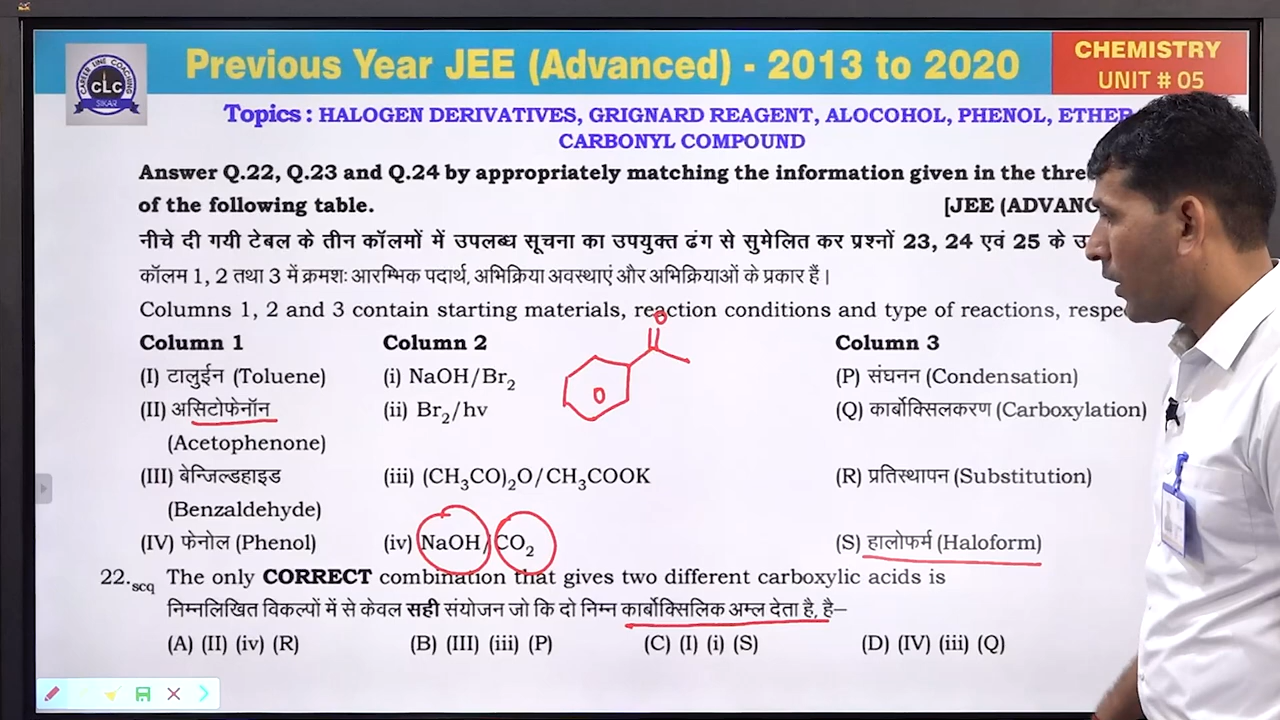 CAREER LINE COACHING
CLC
SIKAR
Previous Year JEE (Advanced) - 2013 to 2020
CHEMISTRY
UNIT # 05
Topics : HALOGEN DERIVATIVES, GRIGNARD REAGENT, ALOCOHOL, PHENOL, ETHER
CARBONYL COMPOUND
Answer Q.22, Q.23 and Q.24 by appropriately matching the information given in the three
of the following table. [JEE (ADVANC
नीचे दी गयी टेबल के तीन कॉलमों में उपलब्ध सूचना का उपयुक्त ढंग से सुमेलित कर प्रश्नों 23, 24 एवं 25 के उ
कॉलम 1, 2 तथा 3 में क्रमशः आरम्भिक पदार्थ, अभिक्रिया अवस्थाएं और अभिक्रियाओं के प्रकार हैं।
Columns 1, 2 and 3 contain starting materials, reaction conditions and type of reactions, respec
Column 1 Column 2 Column 3
(I) टालुईन (Toluene) (i) NaOH/Br₂ (P) संघनन (Condensation)
(II) असिटोफेनॉन (ii) Br₂/hv (Q) कार्बोक्सिलकरण (Carboxylation)
(Acetophenone)
(III) बेन्जिल्डहाइड (iii) (CH₃CO)₂O/CH₃COOK (R) प्रतिस्थापन (Substitution)
(Benzaldehyde)
(IV) फेनोल (Phenol) (iv) NaOH/CO₂ (S) हालोफर्म (Haloform)
22.scq The only CORRECT combination that gives two different carboxylic acids is
निम्नलिखित विकल्पों में से केवल सही संयोजन जो कि दो निम्न कार्बोक्सिलिक अम्ल देता है, है–
(A) (II) (iv) (R) (B) (III) (iii) (P) (C) (I) (i) (S) (D) (IV) (iii) (Q)
O
O